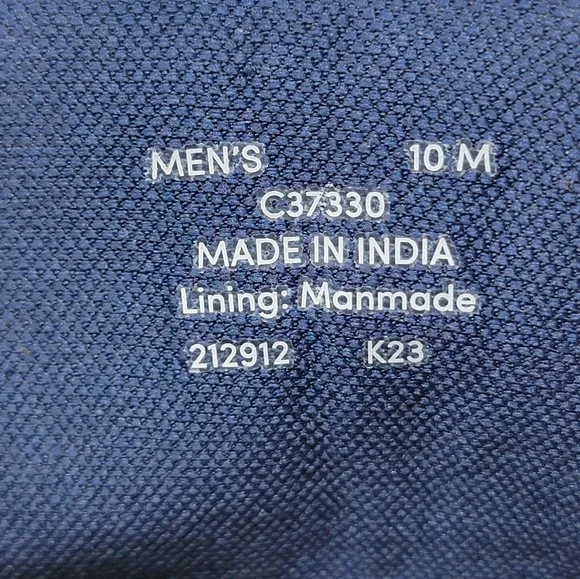 MEN'S 10 M
C37330
MADE IN INDIA
Lining: Manmade
212912 K23